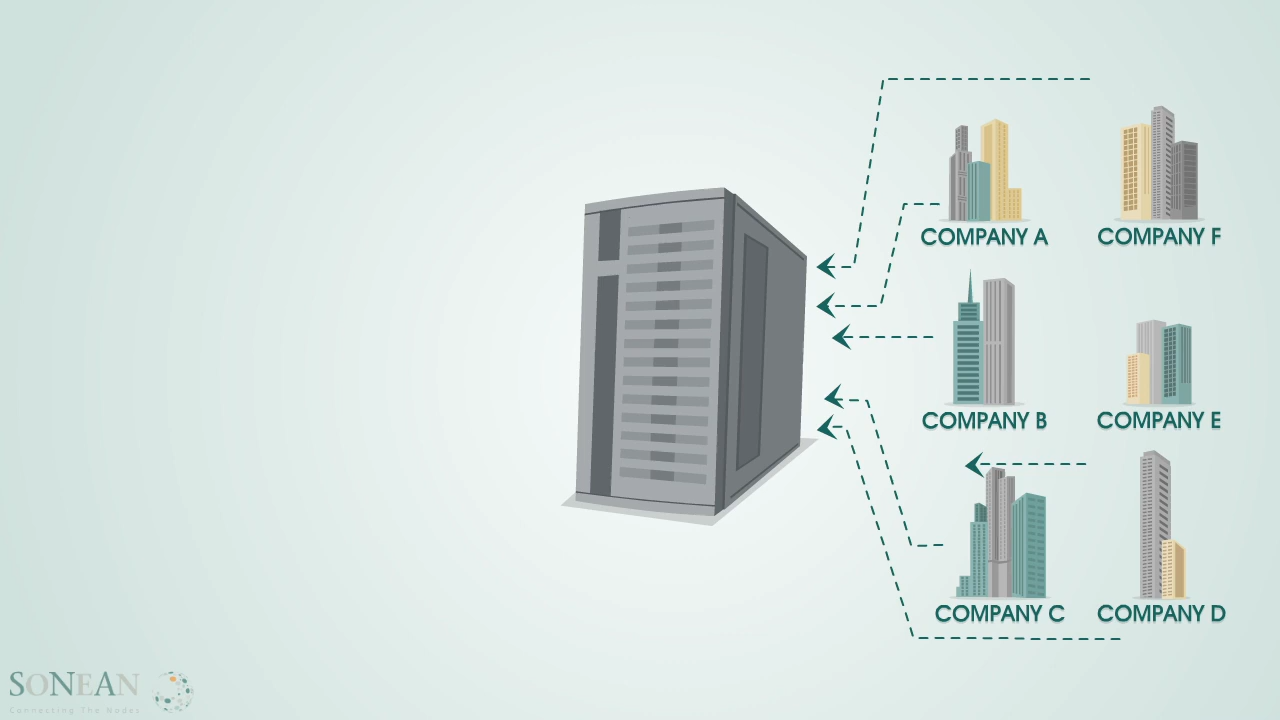 COMPANY A
COMPANY F
COMPANY B
COMPANY E
COMPANY C
COMPANY D
SONEAN
Connecting The Nodes